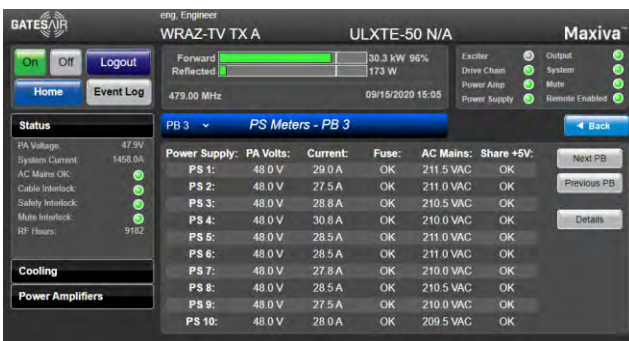 GATESAIR
eng, Engineer
WRAZ-TV TX A ULXTE-50 N/A
Maxiva
On Off Logout
Home Event Log
Forward 30.3 kW 96%
Reflected 173 W
479.00 MHz 09/15/2020 15:05
Exciter Output
Drive Chain System
Power Amp Mute
Power Supply Remote Enabled
Status
PB 3 PS Meters - PB 3
Back
PA Voltage: 47.9V
System Current: 1458.0A
AC Mains OK:
Cable Interlock:
Safety Interlock:
Mute Interlock:
RF Hours: 9182
Cooling
Power Amplifiers
Power Supply: PA Volts: Current: Fuse: AC Mains: Share +5V:
PS 1: 48.0 V 29.0 A OK 211.5 VAC OK
PS 2: 48.0 V 27.5 A OK 211.0 VAC OK
PS 3: 48.0 V 28.8 A OK 210.5 VAC OK
PS 4: 48.0 V 30.8 A OK 210.0 VAC OK
PS 5: 48.0 V 28.5 A OK 211.0 VAC OK
PS 6: 48.0 V 28.5 A OK 211.0 VAC OK
PS 7: 48.0 V 27.8 A OK 210.0 VAC OK
PS 8: 48.0 V 28.5 A OK 210.5 VAC OK
PS 9: 48.0 V 27.5 A OK 210.0 VAC OK
PS 10: 48.0 V 28.0 A OK 209.5 VAC OK
Next PB
Previous PB
Details